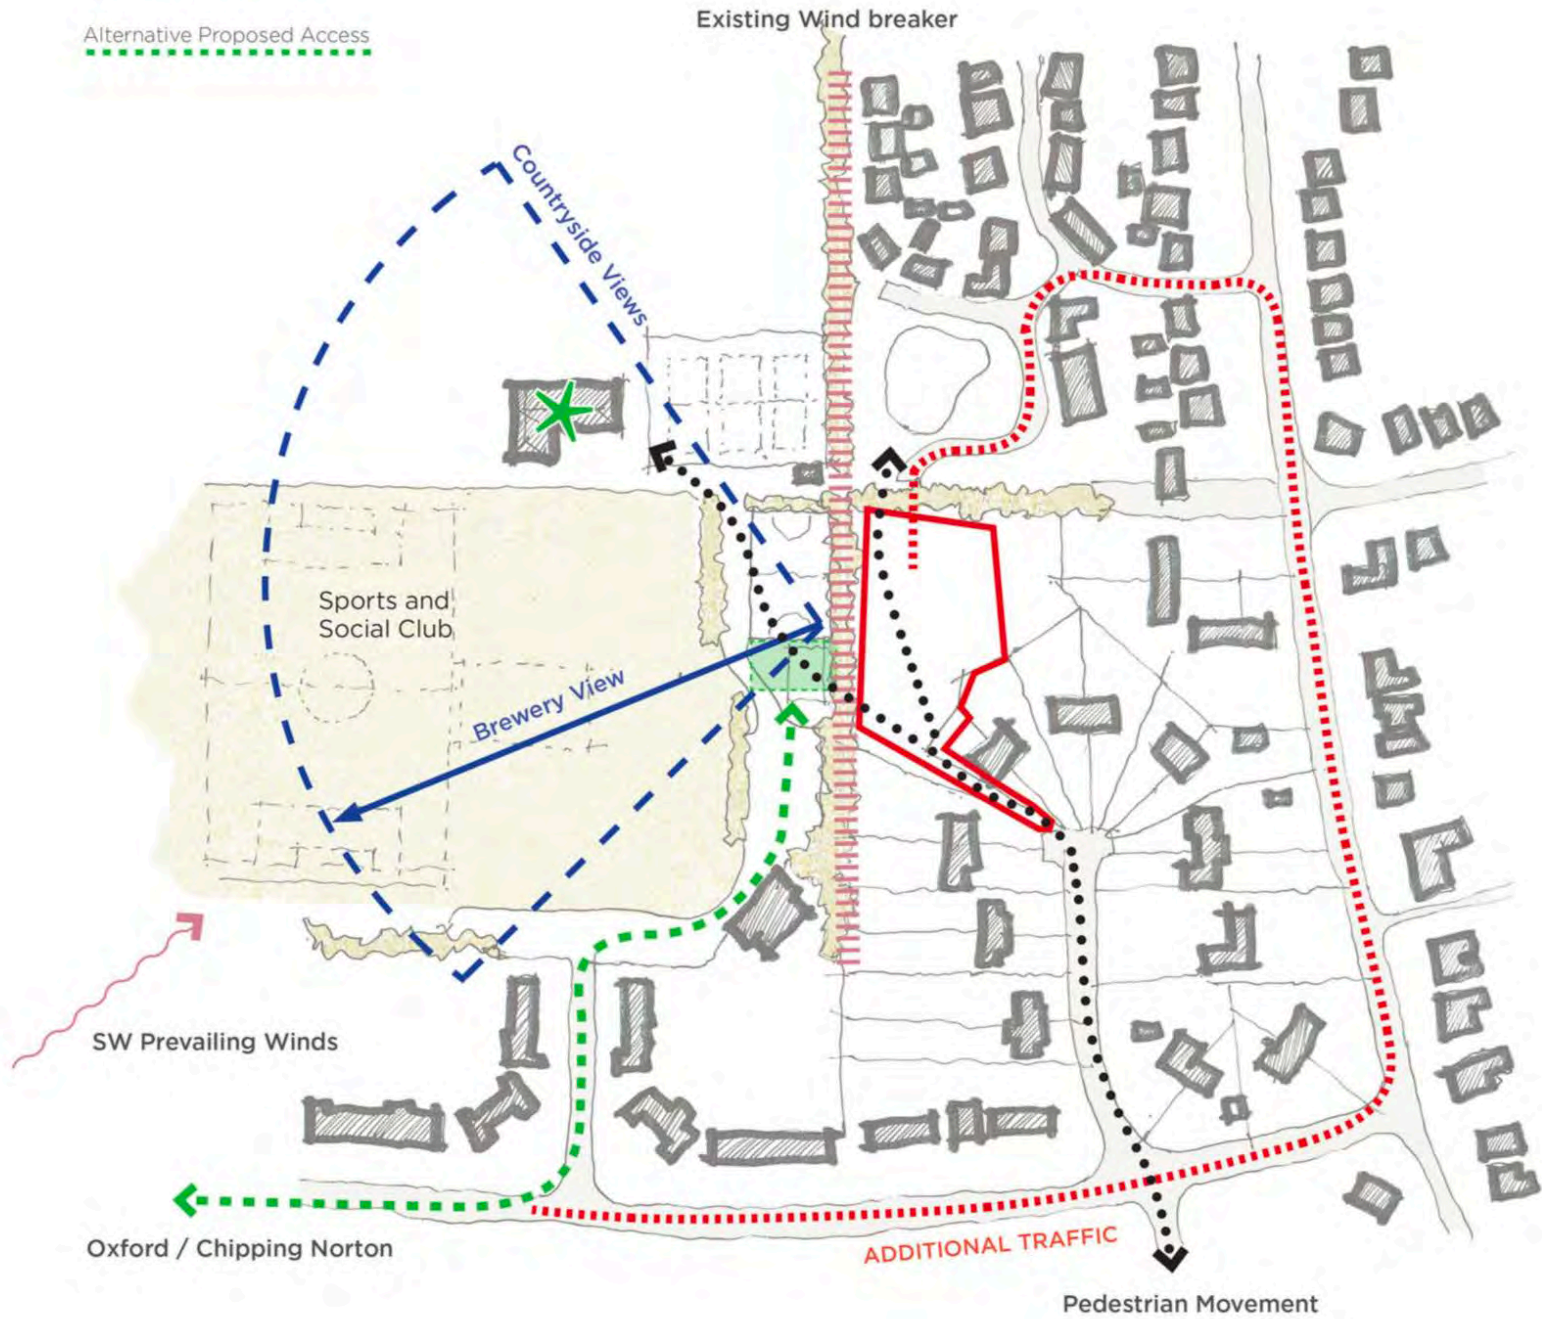 Existing Wind breaker
Alternative Proposed Access
Countryside Views
Sports and
Social Club
Brewery View
SW Prevailing Winds
Oxford / Chipping Norton
ADDITIONAL TRAFFIC
Pedestrian Movement